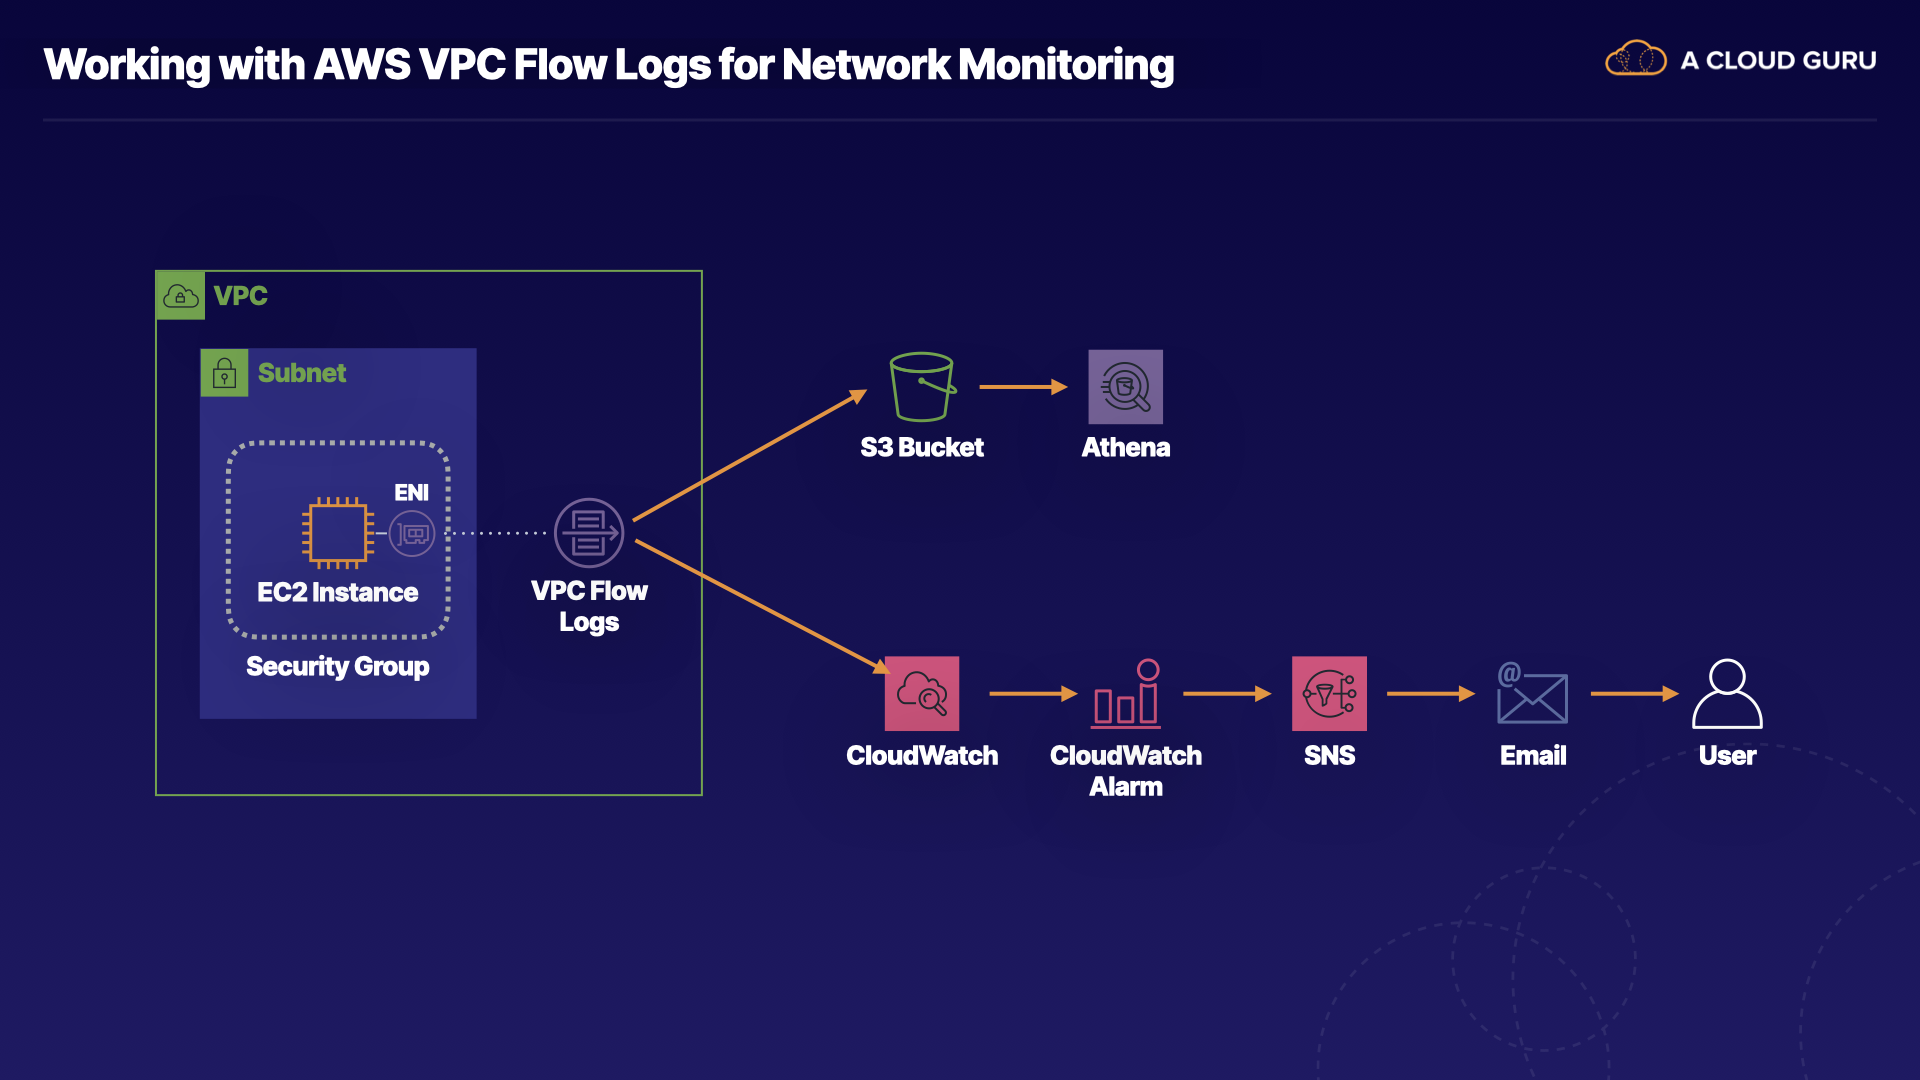 Working with AWS VPC Flow Logs for Network Monitoring
A CLOUD GURU
VPC
Subnet
ENI
EC2 Instance
Security Group
VPC Flow
Logs
S3 Bucket
Athena
CloudWatch
CloudWatch
Alarm
SNS
@
Email
User